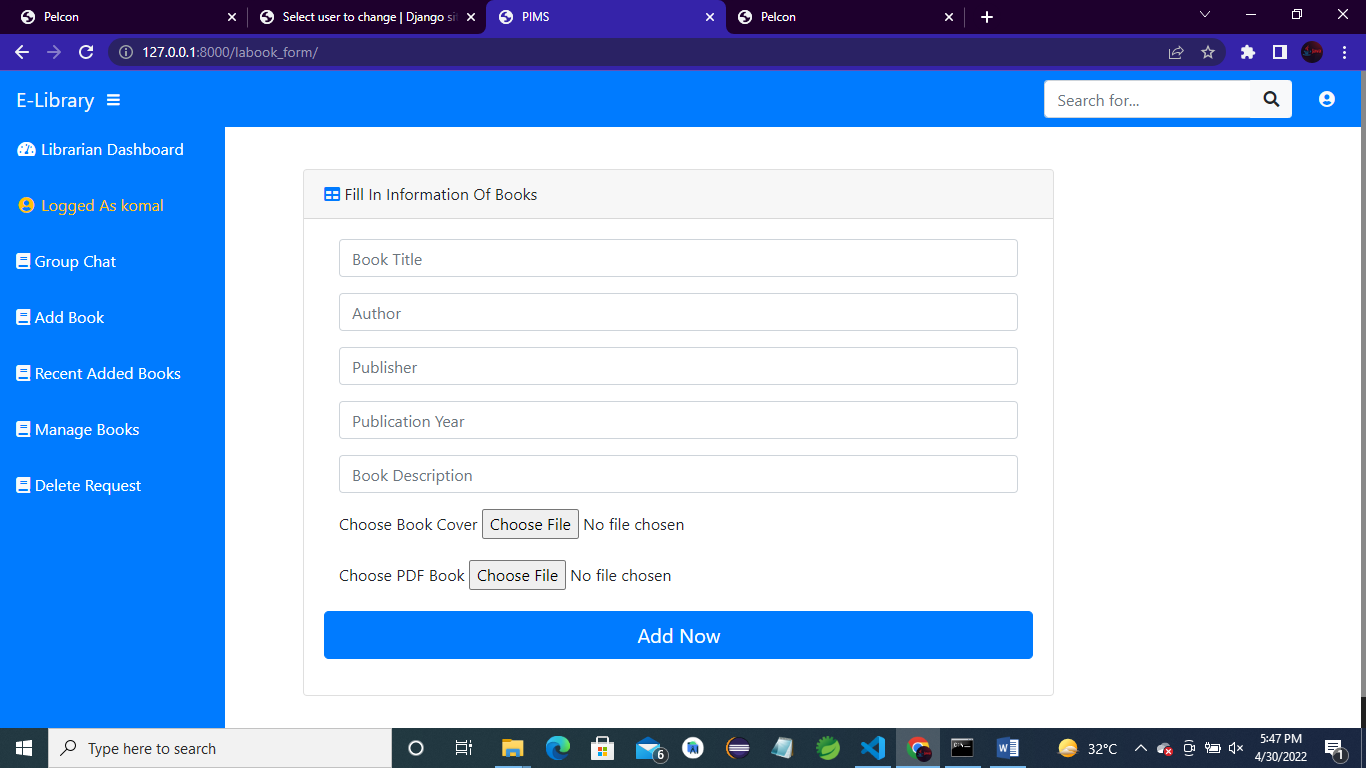 Pelcon
Select user to change | Django si
PIMS
Pelcon
127.0.0.1:8000/labook_form/
E-Library
Search for...
Librarian Dashboard
Logged As komal
Group Chat
Add Book
Recent Added Books
Manage Books
Delete Request
Fill In Information Of Books
Book Title
Author
Publisher
Publication Year
Book Description
Choose Book Cover Choose File No file chosen
Choose PDF Book Choose File No file chosen
Add Now
Type here to search
6
32°C
5:47 PM
4/30/2022
1